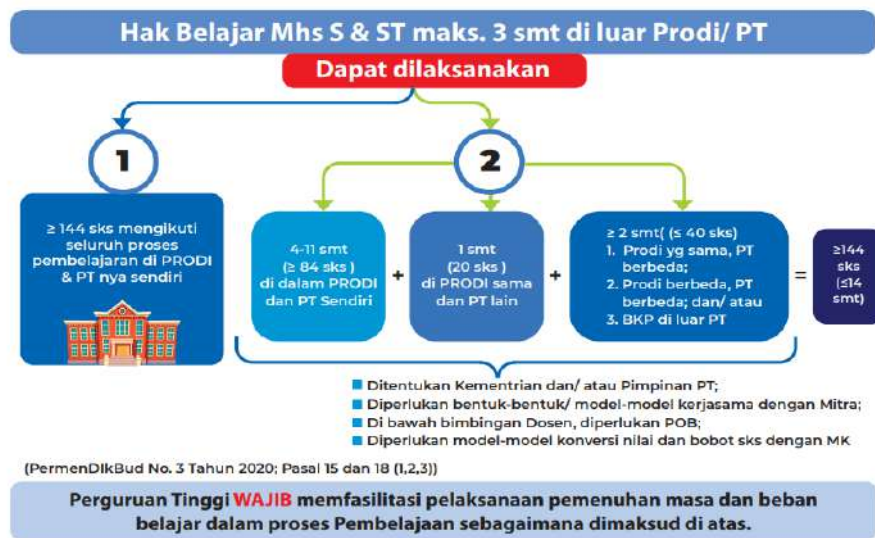 Hak Belajar Mhs S & ST maks. 3 smt di luar Prodi/ PT
Dapat dilaksanakan
1
2
≥ 144 sks mengikuti
seluruh proses
pembelajaran di PRODI
& PT nya sendiri
4-11 smt
(≥ 84 sks )
di dalam PRODI
dan PT Sendiri
+
1 smt
(20 sks )
di PRODI sama
dan PT lain
+
≥ 2 smt( (≤ 40 sks)
1. Prodi yg sama, PT
berbeda;
2. Prodi berbeda, PT
berbeda; dan/ atau
3. BKP di luar PT
=
≥144
sks
(≤14
smt)
Ditentukan Kementrian dan/ atau Pimpinan PT;
Diperlukan bentuk-bentuk/ model-model kerjasama dengan Mitra;
Di bawah bimbingan Dosen, diperlukan POB;
Diperlukan model-model konversi nilai dan bobot sks dengan MK
(PermenDIkBud No. 3 Tahun 2020; Pasal 15 dan 18 (1,2,3))
Perguruan Tinggi WAJIB memfasilitasi pelaksanaan pemenuhan masa dan beban
belajar dalam proses Pembelajaan sebagaimana dimaksud di atas.